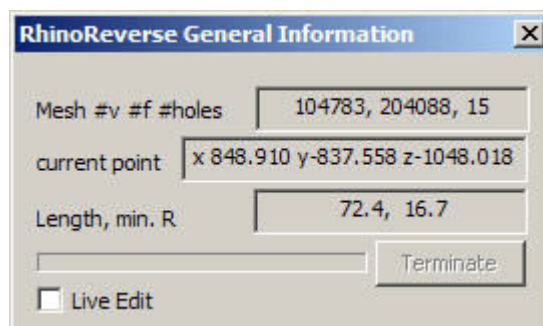 RhinoReverse General Information
Mesh #v #f #holes 104783, 204088, 15
current point x 848.910 y-837.558 z-1048.018
Length, min. R 72.4, 16.7
Terminate
Live Edit